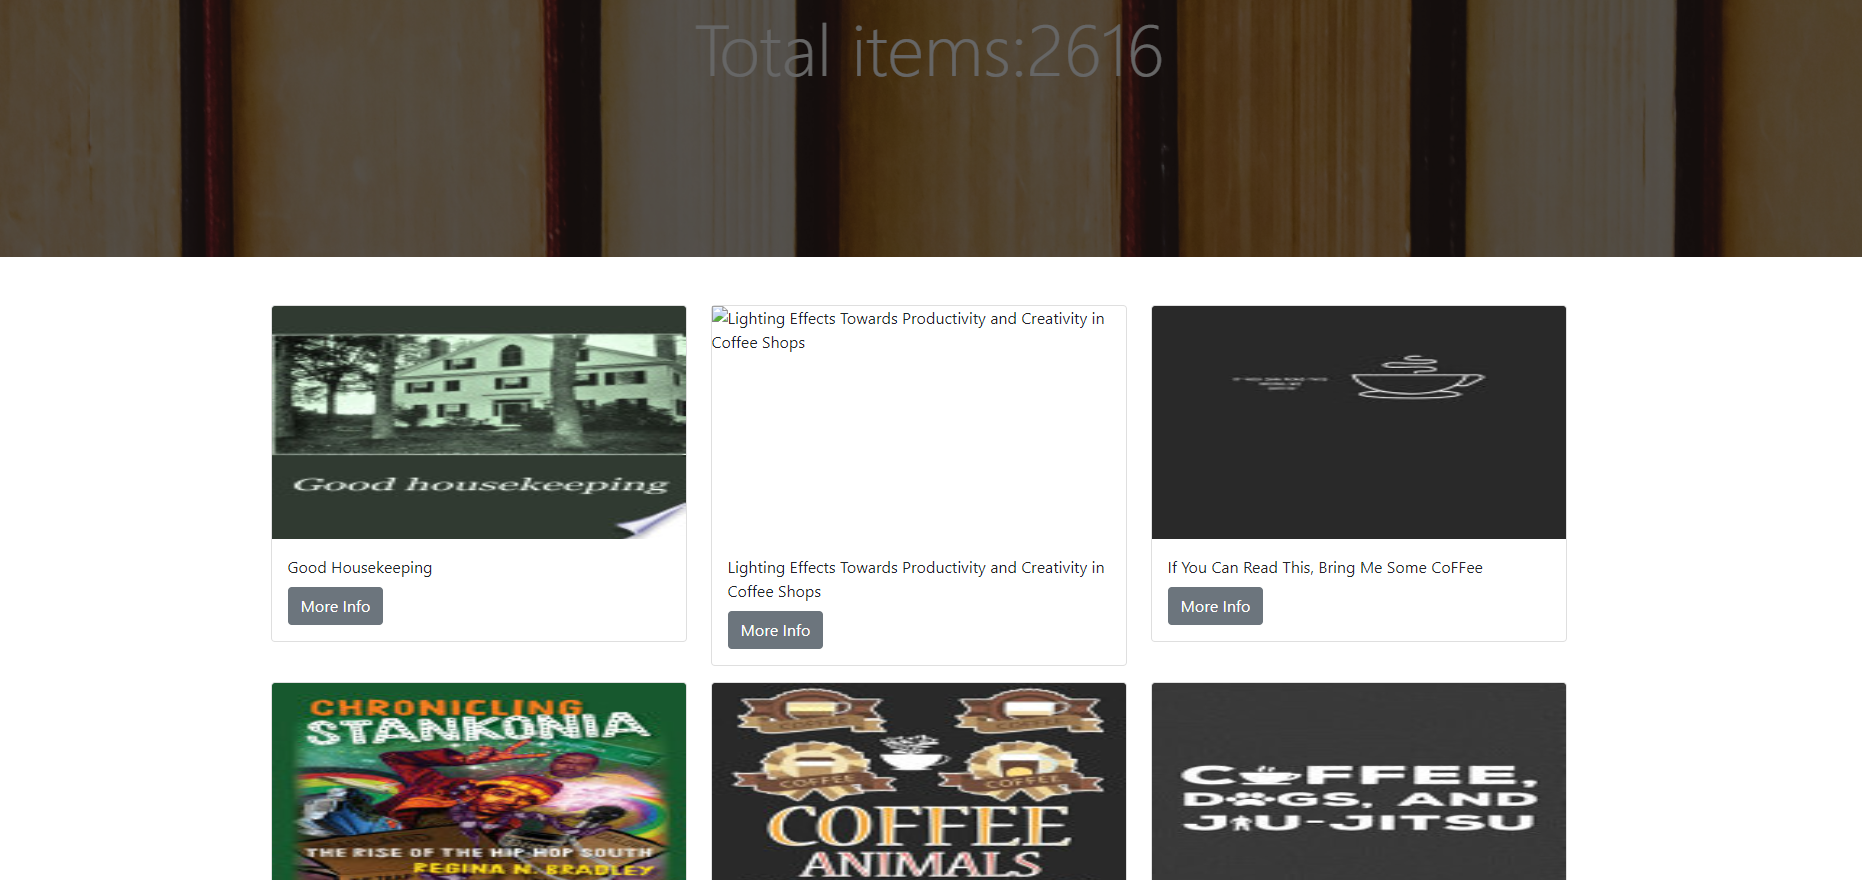 Total items:2616
Good housekeeping
Lighting Effects Towards Productivity and Creativity in
Coffee Shops
Good Housekeeping
More Info
Lighting Effects Towards Productivity and Creativity in
Coffee Shops
More Info
If You Can Read This, Bring Me Some CoFFee
More Info
CHRONICLING
STANKONIA
THE RISE OF THE HIP-HOP SOUTH
REGINA N. BRADLEY
COFFEE
COFFEE
COFFEE
COFFEE
COFFEE
ANIMALS
COFFEE,
DOGS, AND
JIU-JITSU